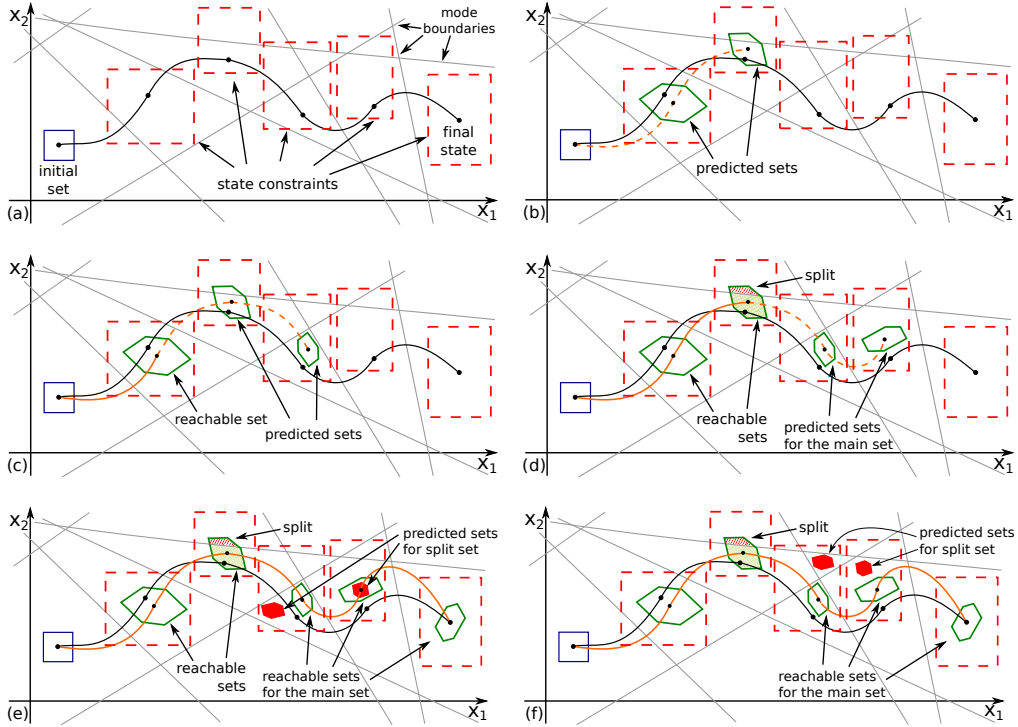 x2
mode
boundaries
initial
set
state constraints
final
state
(a)
x1
x2
predicted sets
(b)
x1
x2
reachable set
predicted sets
(c)
x1
x2
split
reachable
sets
predicted sets
for the main set
(d)
x1
x2
split
predicted sets
for split set
reachable
sets
reachable sets
for the main set
(e)
x1
x2
split
predicted sets
for split set
reachable
sets
reachable sets
for the main set
(f)
x1